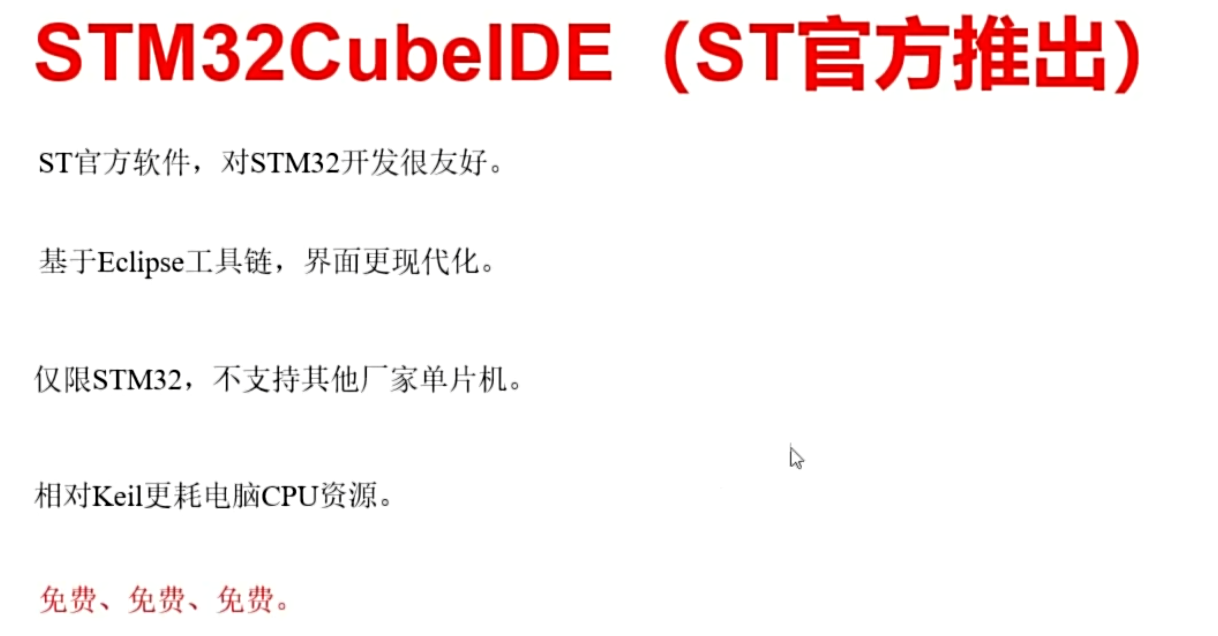 STM32CubeIDE（ST官方推出）
ST官方软件，对STM32开发很友好。
基于Eclipse工具链，界面更现代化。
仅限STM32，不支持其他厂家单片机。
相对Keil更耗电脑CPU资源。
免费、免费、免费。